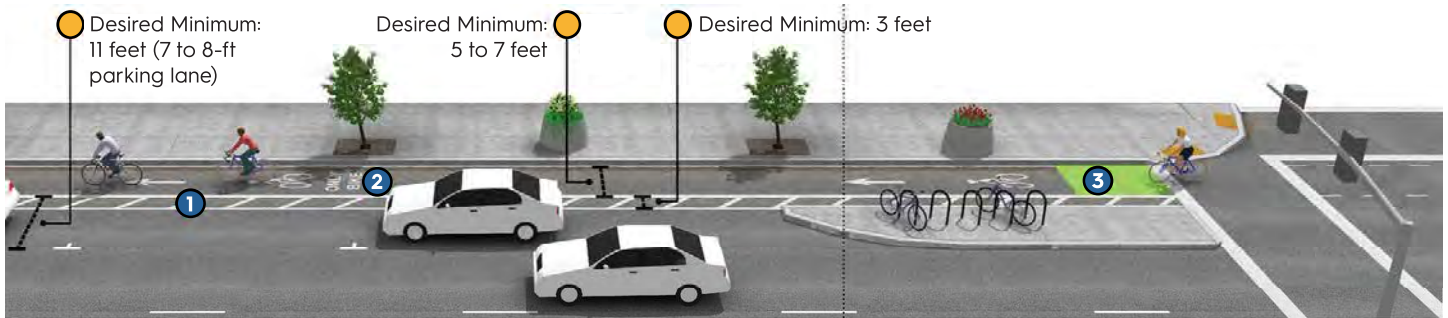 Desired Minimum:
11 feet (7 to 8-ft
parking lane)
Desired Minimum:
5 to 7 feet
Desired Minimum: 3 feet
1
2
3
ONLY
BIKE